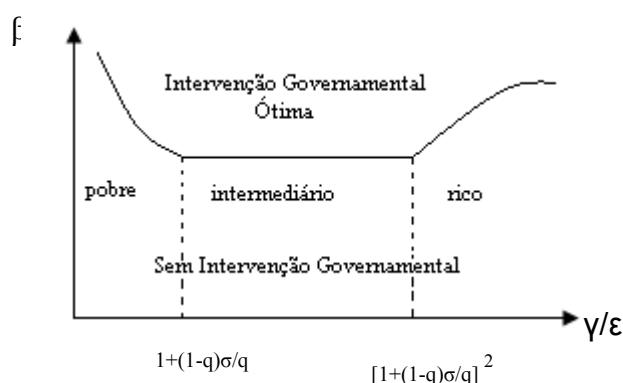 β
Intervenção Governamental
Ótima
pobre intermediário rico
Sem Intervenção Governamental
γ/ε
1+(1-q)σ/q [1+(1-q)σ/q] 2